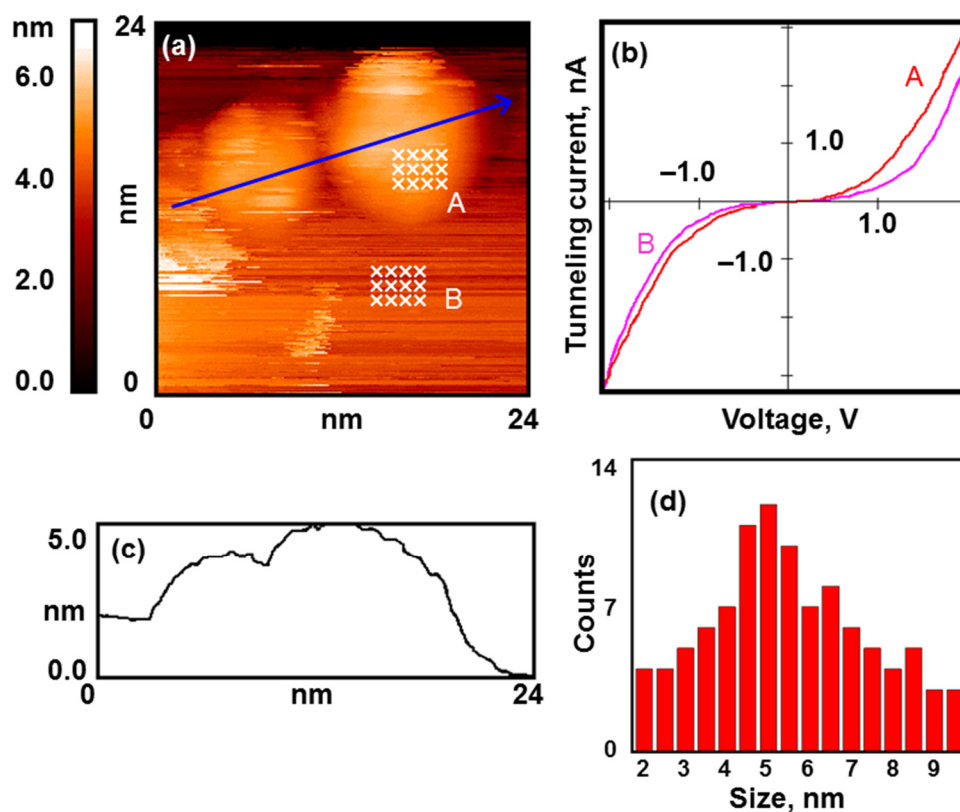 nm
6.0
4.0
2.0
0.0
24
nm
0
(a)
A
B
0
nm
24
(b)
Tunneling current, nA
A
B
1.0
–1.0
1.0
–1.0
Voltage, V
(c)
5.0
nm
0.0
0
nm
24
(d)
14
Counts
7
0
2 3 4 5 6 7 8 9
Size, nm